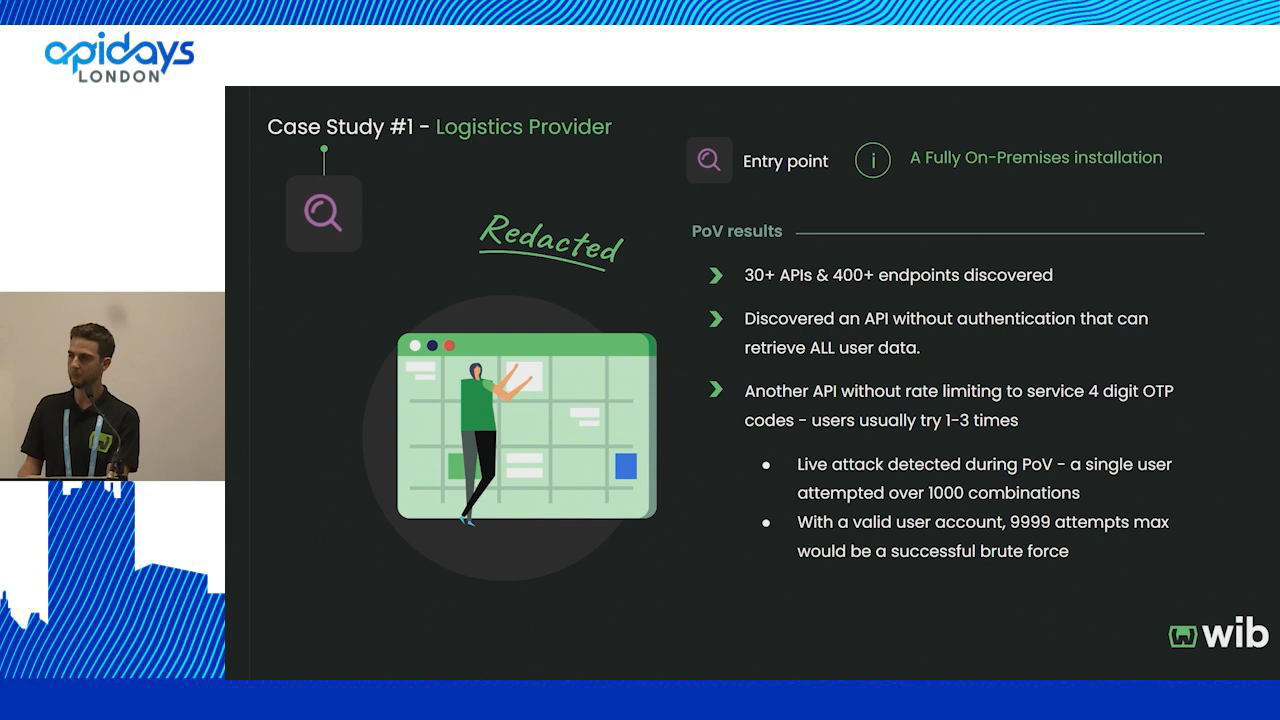 apidays
LONDON
Case Study #1 - Logistics Provider
Redacted
Entry point
i
A Fully On-Premises installation
PoV results
30+ APIs & 400+ endpoints discovered
Discovered an API without authentication that can
retrieve ALL user data.
Another API without rate limiting to service 4 digit OTP
codes - users usually try 1-3 times
Live attack detected during PoV - a single user
attempted over 1000 combinations
With a valid user account, 9999 attempts max
would be a successful brute force
wib